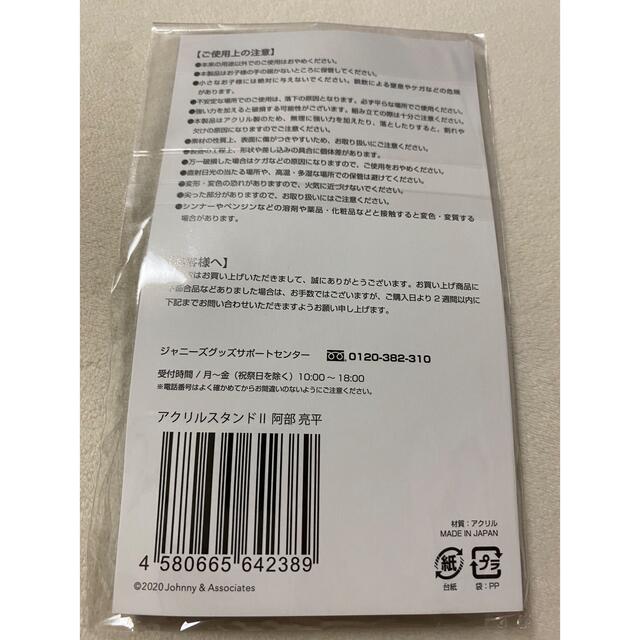 【ご使用上の注意】
●本来の用途以外でのご使用はおやめください。
●本製品はお子様の手の届かないところに保管してください。
●小さなお子様には絶対に与えないでください。誤飲による窒息やケガなどの危険
があります。
●不安定な場所でのご使用は、落下の原因となります。必ず平らな場所でご使用ください。
●強い力を加えると破損する可能性がございます。組み立ての際は十分ご注意ください。
●本製品はアクリル製のため、無理に強い力を加えたり、落としたりすると、割れや
欠けの原因になりますのでご注意ください。
●素材の性質上、表面に傷がつきやすいため、お取り扱いにご注意ください。
●製造の工程上、形状や差し込みの具合に個体差があります。
●万一破損した場合はケガなどの原因になりますので、ご使用をおやめください。
●直射日光の当たる場所や、高温・多湿な場所での保管は避けてください。
●変形・変色の恐れがありますので、火気に近づけないでください。
●尖った部分がありますので、お取り扱いにはご注意ください。
●シンナーやベンジンなどの溶剤や薬品・化粧品などと接触すると変色・変質する
場合があります。
客様へ】
はお買い上げいただきまして、誠にありがとうございます。お買い上げ商品に
不備合品などありました場合は、お手数ではございますが、ご購入日より2週間以内に
下記までお問い合わせいただきますようお願い申し上げます。
ジャニーズグッズサポートセンター 0120-382-310
受付時間 / 月～金（祝祭日を除く）10:00～18:00
※電話番号はよく確かめてからお間違いのないようにご注意ください。
アクリルスタンドII 阿部 亮平
4 580665 642389
©2020 Johnny & Associates
材質：アクリル
MADE IN JAPAN
紙
台紙
プラ
袋：PP